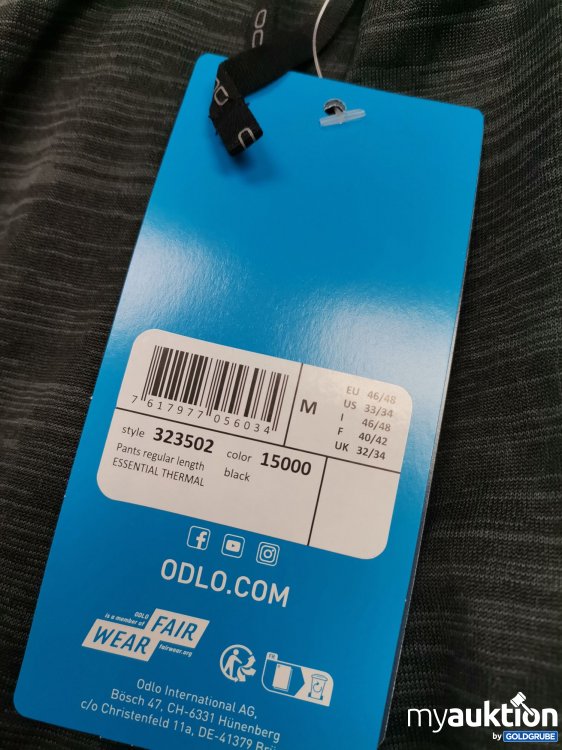 M
EU 46/48
US 33/34
I 46/48
F 40/42
UK 32/34
7 617977 056034
style 323502 color 15000
Pants regular length black
ESSENTIAL THERMAL
ODLO.COM
ODLO
is a member of
FAIR
WEAR
fairwear.org
FR
Odlo International AG,
Bösch 47, CH-6331 Hünenberg
c/o Christenfeld 11a, DE-41379
myauktion
by GOLDGRUBE